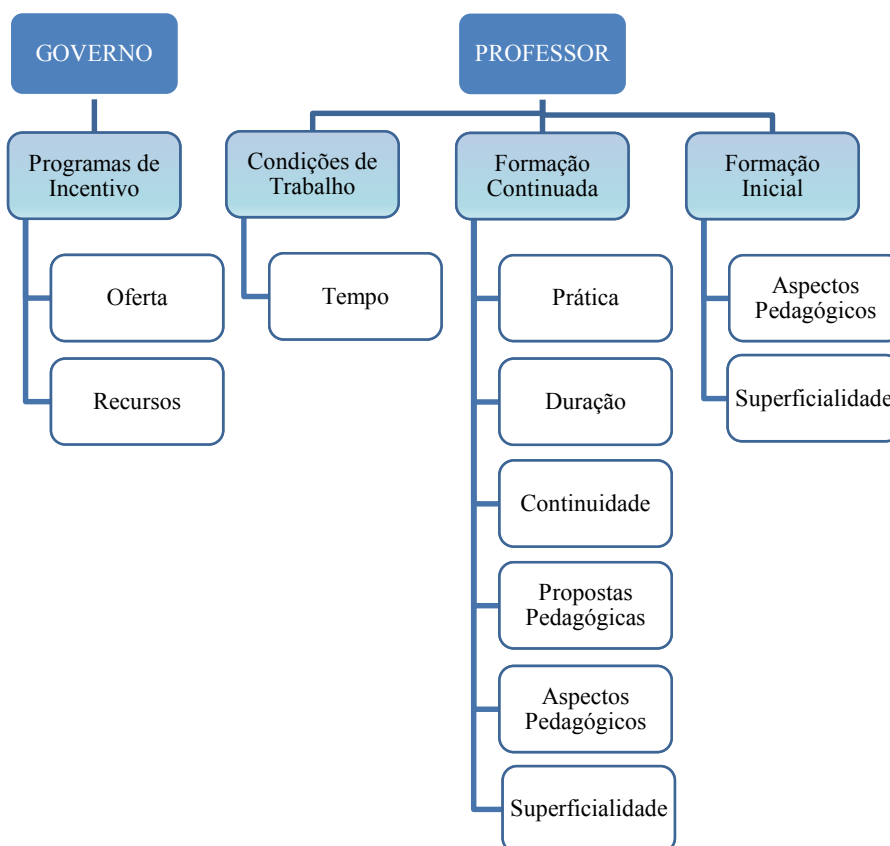 GOVERNO
PROFESSOR
Programas de
Incentivo
Condições de
Trabalho
Formação
Continuada
Formação
Inicial
Oferta
Tempo
Prática
Aspectos
Pedagógicos
Recursos
Duração
Superficialidade
Continuidade
Propostas
Pedagógicas
Aspectos
Pedagógicos
Superficialidade